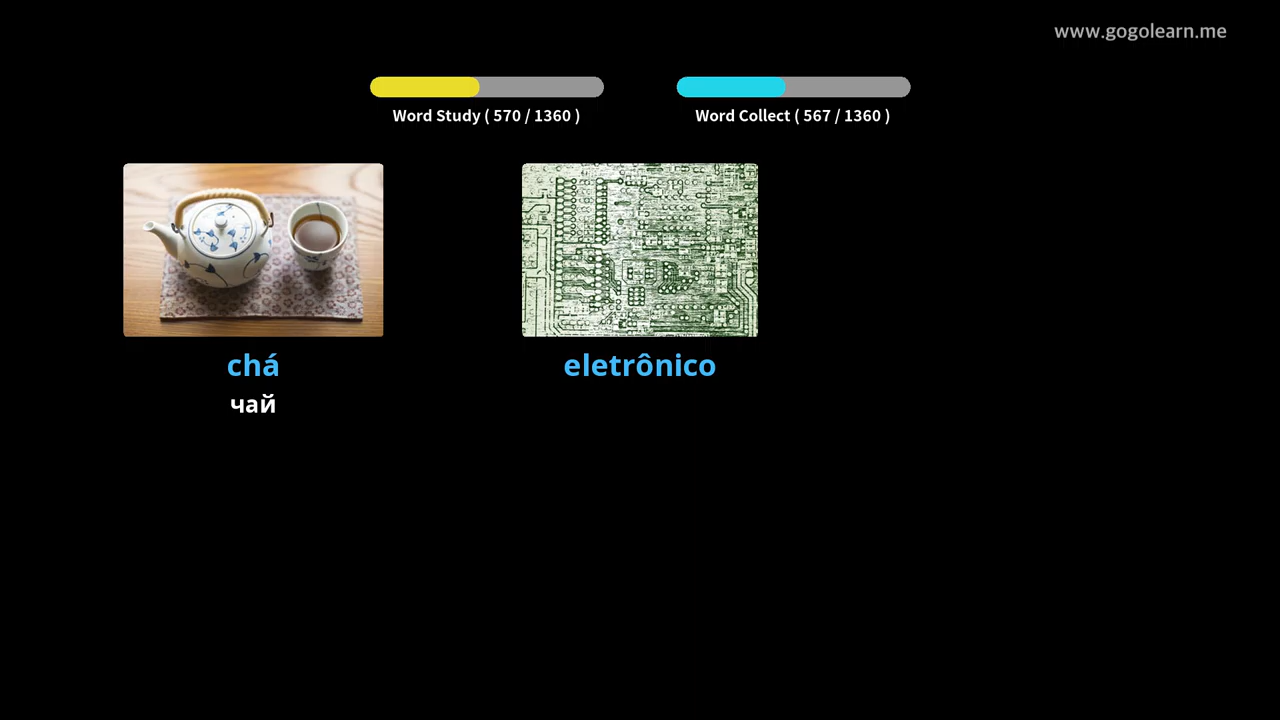 www.gogolearn.me
Word Study ( 570 / 1360 )
Word Collect ( 567 / 1360 )
chá
чай
eletrônico